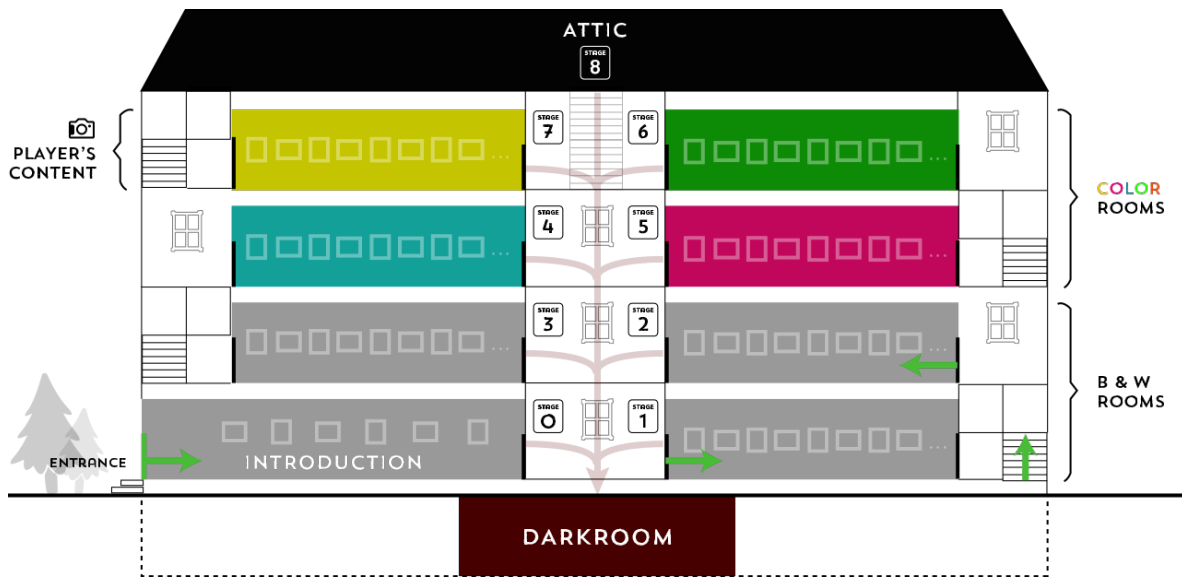 ATTIC
STAGE
8
PLAYER'S
CONTENT
STAGE
7
STAGE
6
...
...
COLOR
ROOMS
STAGE
4
STAGE
5
...
...
STAGE
3
STAGE
2
...
...
B & W
ROOMS
STAGE
0
STAGE
1
...
ENTRANCE
INTRODUCTION
DARKROOM